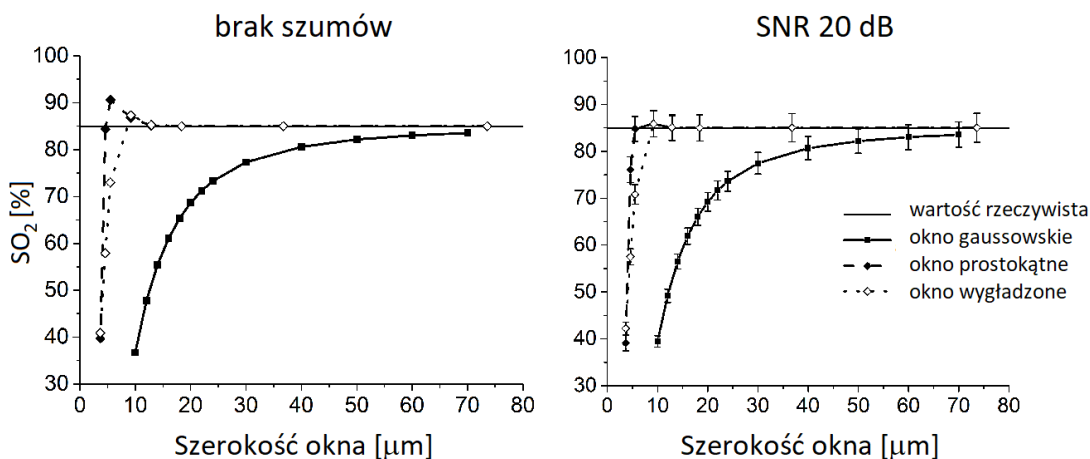 brak szumów
SNR 20 dB
100
90
80
70
60
50
40
30
0 10 20 30 40 50 60 70 80
SO2 [%]
Szerokość okna [μm]
100
90
80
70
60
50
40
30
0 10 20 30 40 50 60 70 80
Szerokość okna [μm]
wartość rzeczywista
okno gaussowskie
okno prostokątne
okno wygładzone